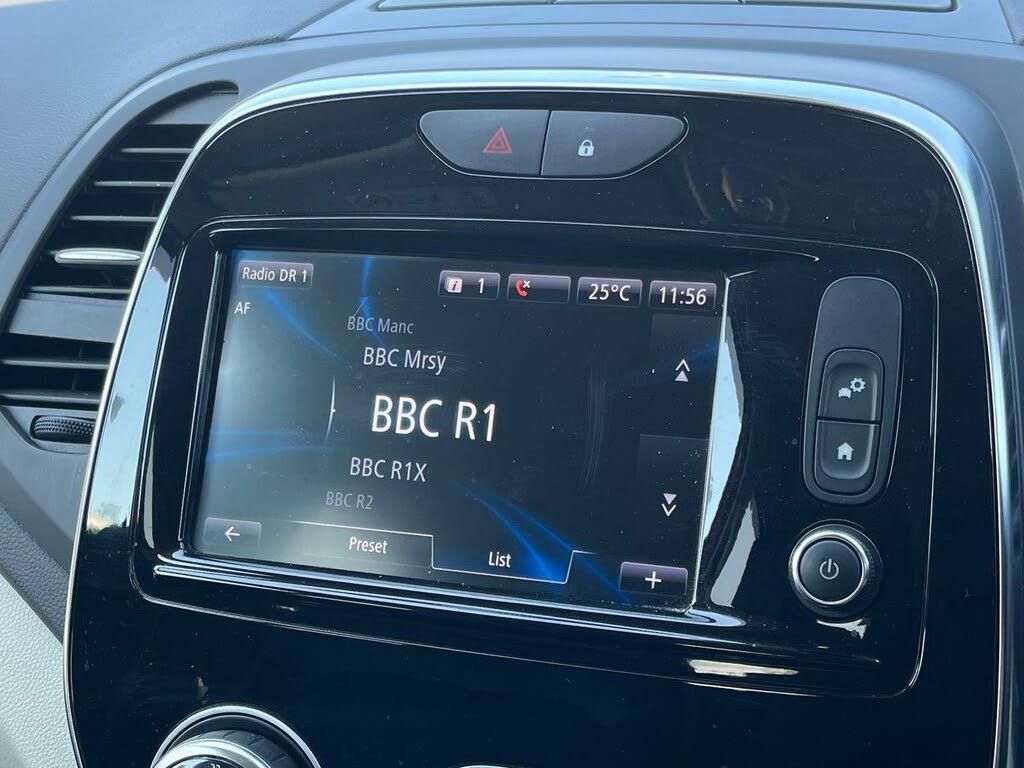 Radio DR 1
1
25°C
11:56
AF
BBC Manc
BBC Mrsy
BBC R1
BBC R1X
BBC R2
Preset
List
+